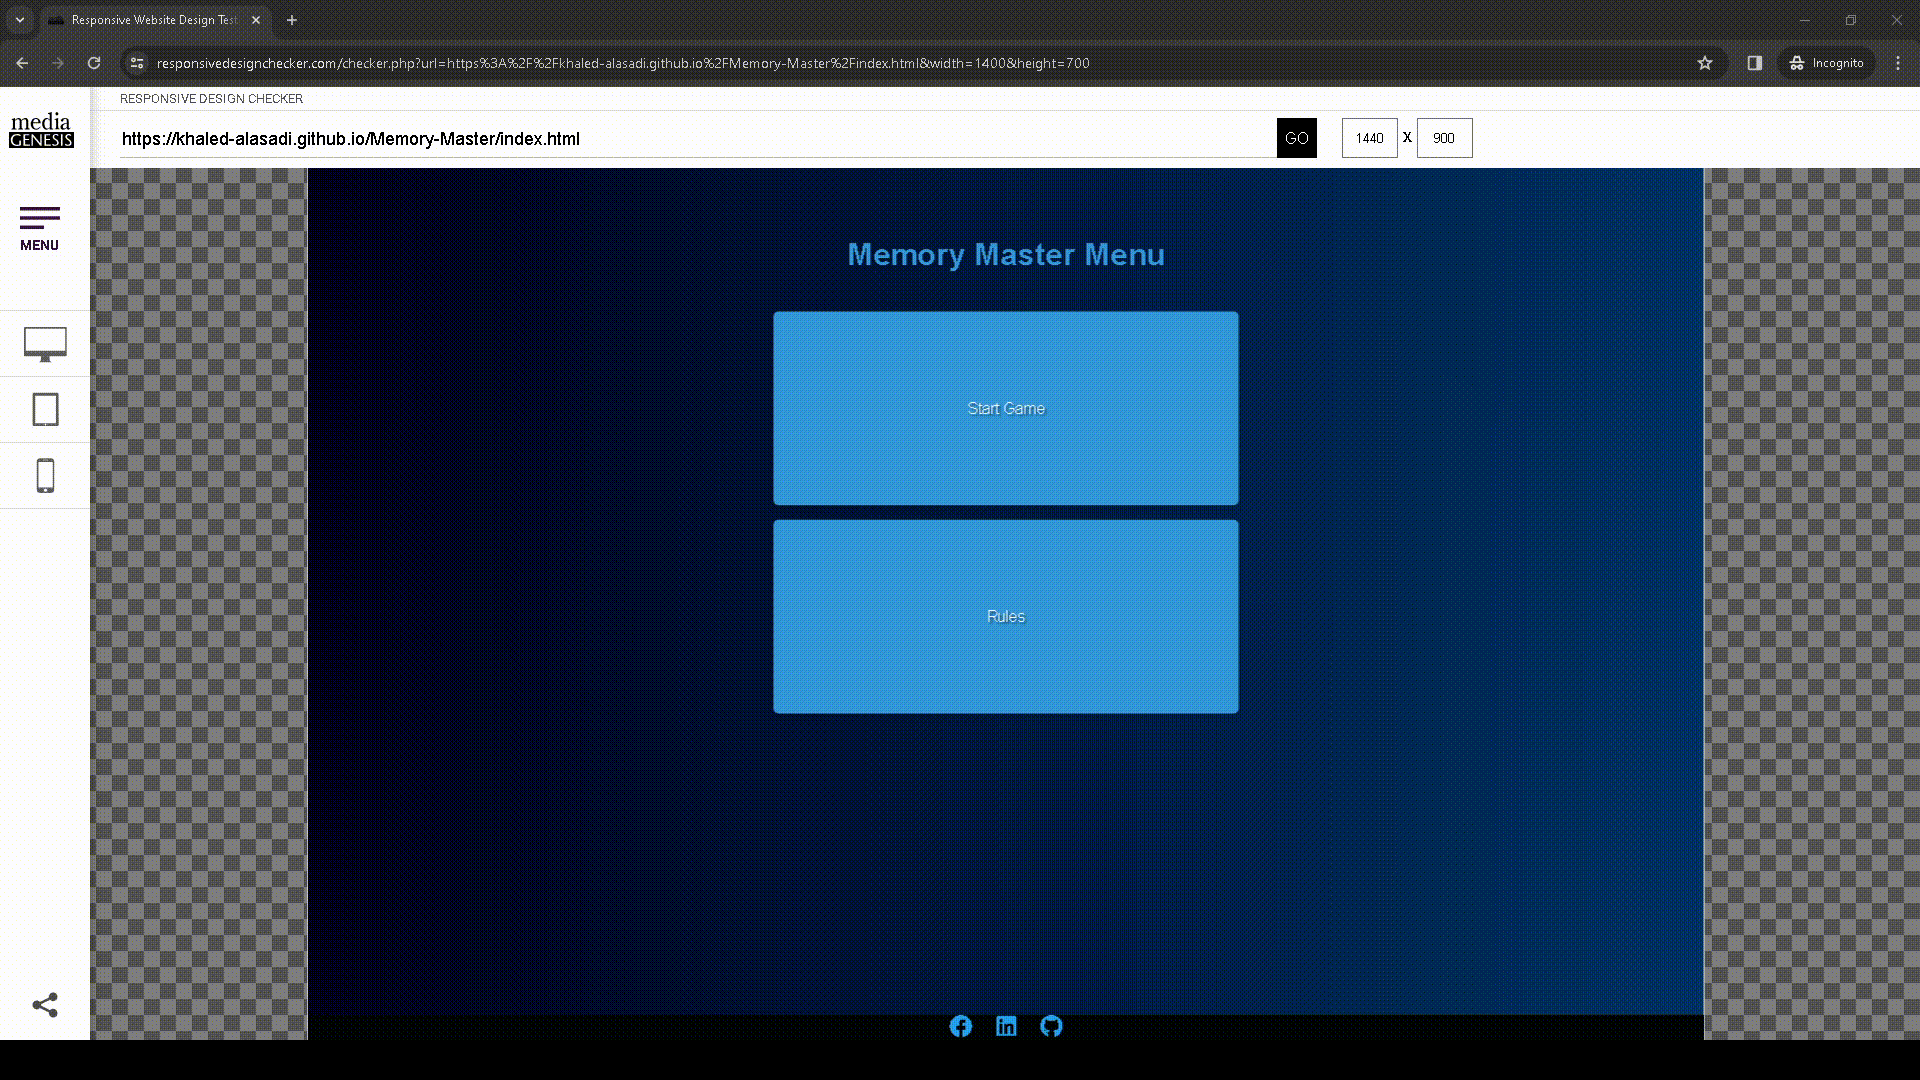 Responsive Website Design Test
responsivedesignchecker.com/checker.php?url=https%3A%2F%2Fkhaled-alasadi.github.io%2FMemory-Master%2Findex.html&width=1400&height=700
Incognito
RESPONSIVE DESIGN CHECKER
media
GENESIS
https://khaled-alasadi.github.io/Memory-Master/index.html
GO
1440 X 900
MENU
Memory Master Menu
Start Game
Rules